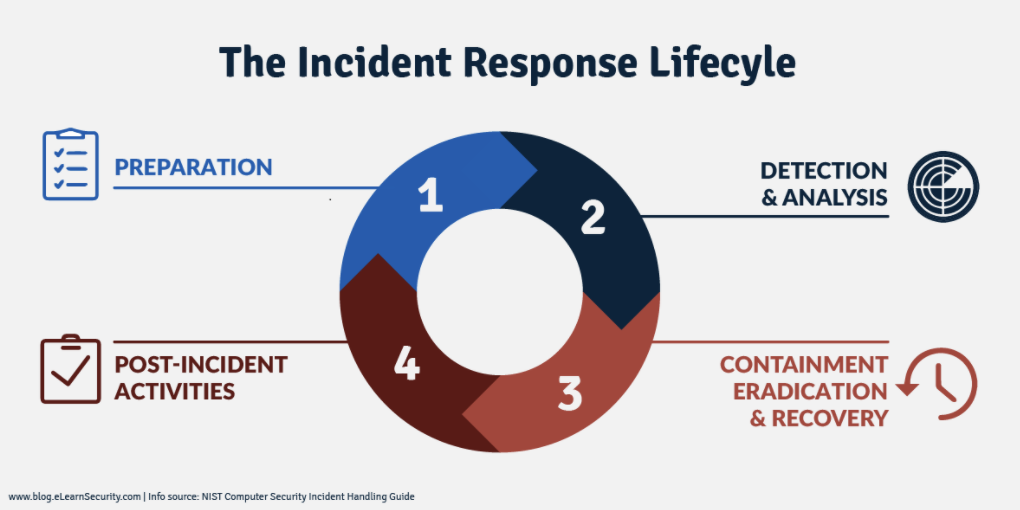 The Incident Response Lifecyle
PREPARATION
1
2
DETECTION
& ANALYSIS
POST-INCIDENT
ACTIVITIES
4
3
CONTAINMENT
ERADICATION
& RECOVERY
www.blog.eLearnSecurity.com | Info source: NIST Computer Security Incident Handling Guide